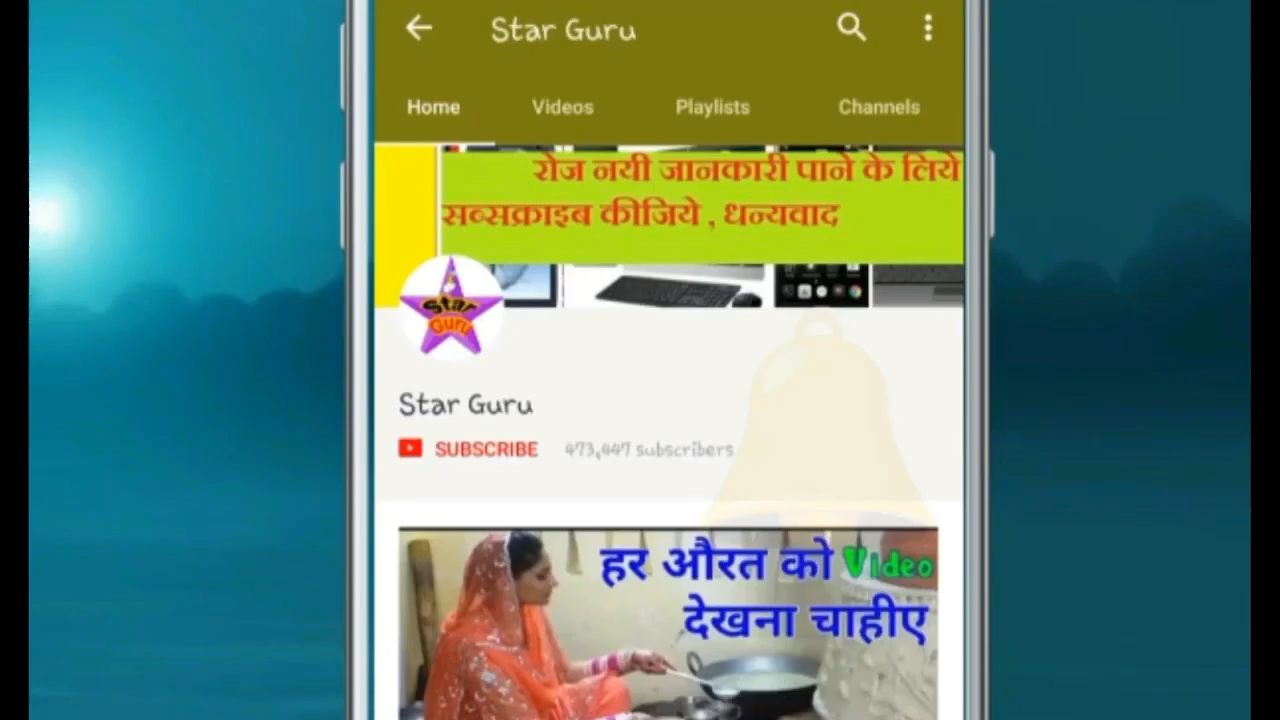 Star Guru
Home Videos Playlists Channels
रोज नयी जानकारी पाने के लिये
सब्सक्राइब कीजिये , धन्यवाद
Star
Guru
Star Guru
SUBSCRIBE 473,447 subscribers
हर औरत को Video
देखना चाहीए